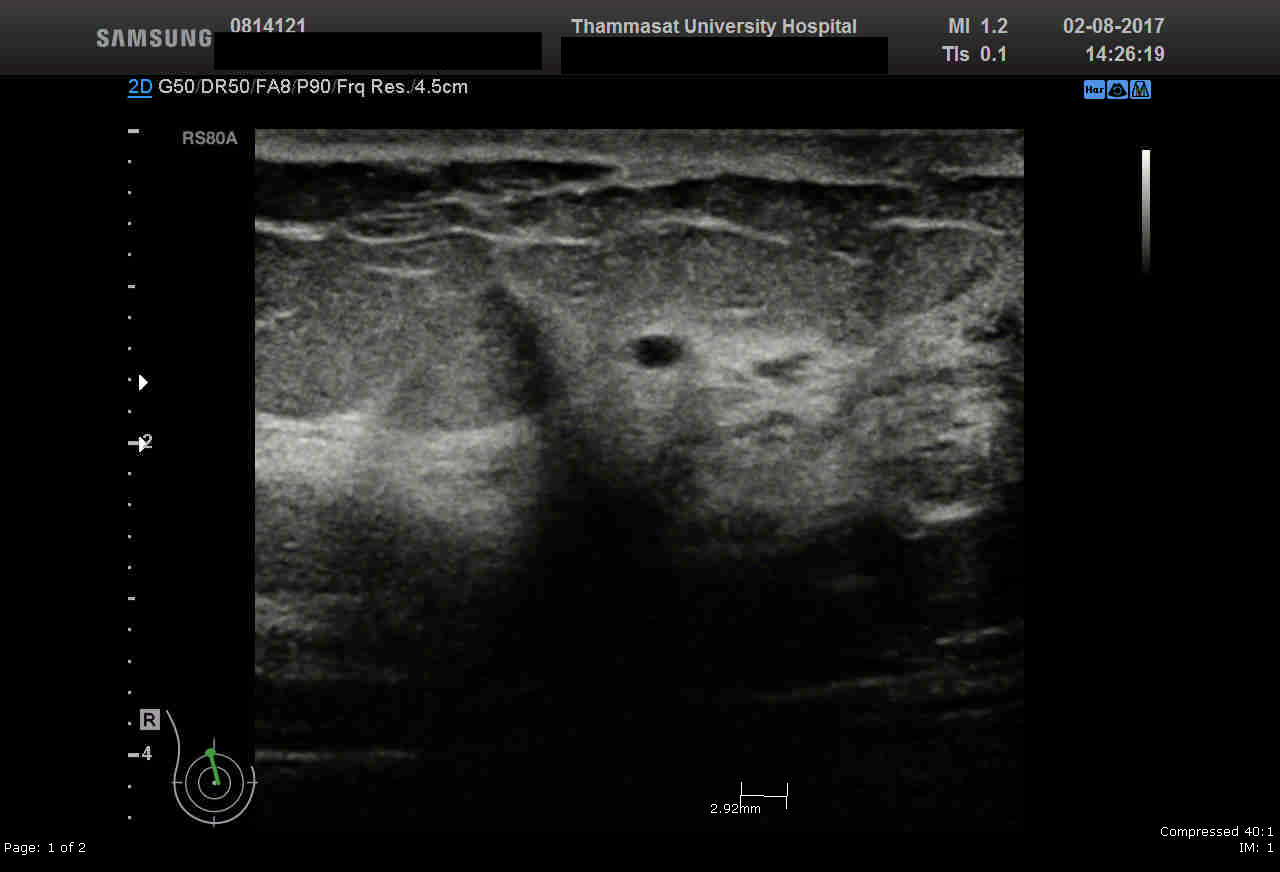 SAMSUNG
0814121
Thammasat University Hospital
MI 1.2
TIs 0.1
02-08-2017
14:26:19
2D G50/DR50/FA8/P90/Frq Res./4.5cm
Har
RS80A
2
R
4
2.92mm
Compressed 40:1
IM: 1
Page: 1 of 2